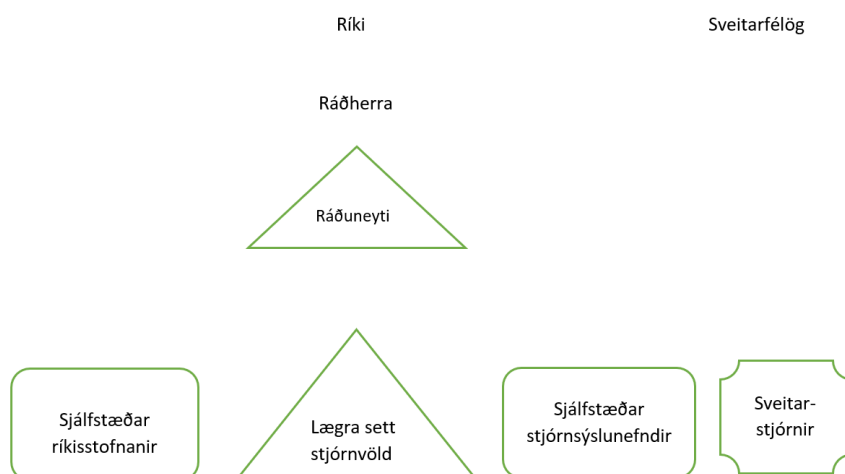 Ríki
Sveitarfélög
Ráðherra
Ráðuneyti
Sjálfstæðar
ríkisstofnanir
Lægra sett
stjórnvöld
Sjálfstæðar
stjórnsýslunefndir
Sveitar-
stjórnir